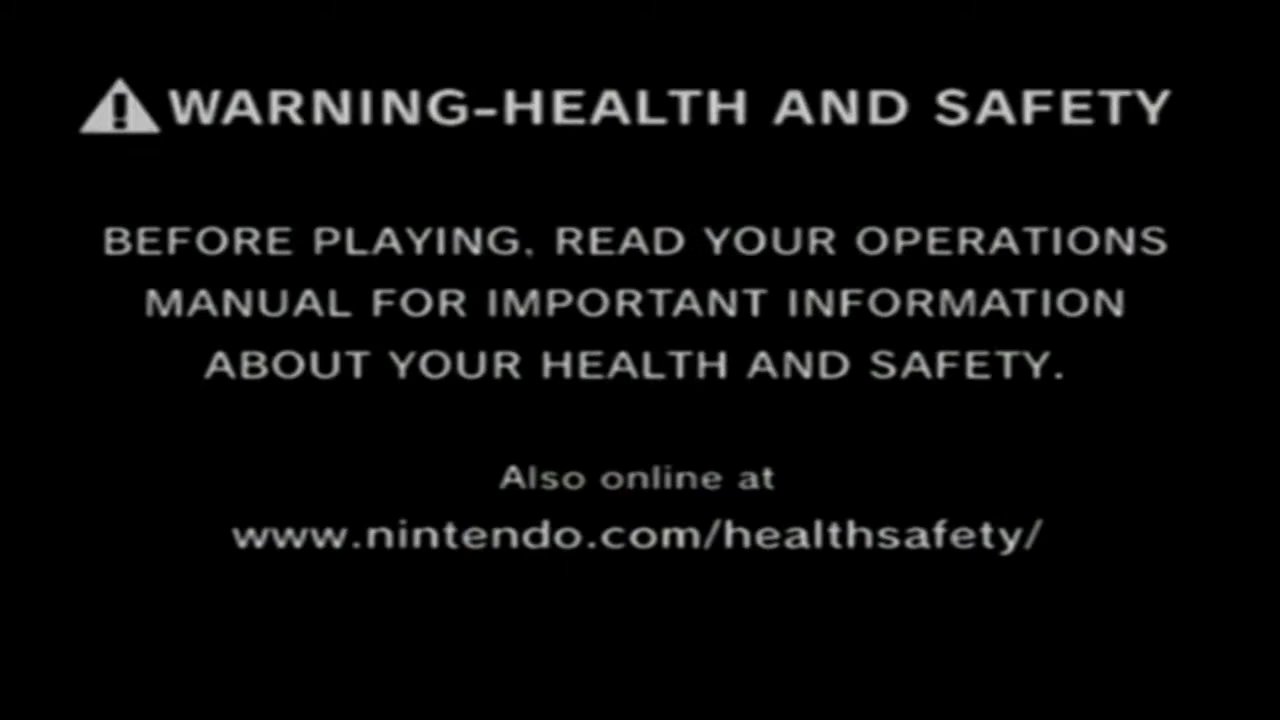 WARNING-HEALTH AND SAFETY
BEFORE PLAYING, READ YOUR OPERATIONS
MANUAL FOR IMPORTANT INFORMATION
ABOUT YOUR HEALTH AND SAFETY.
Also online at
www.nintendo.com/healthsafety/